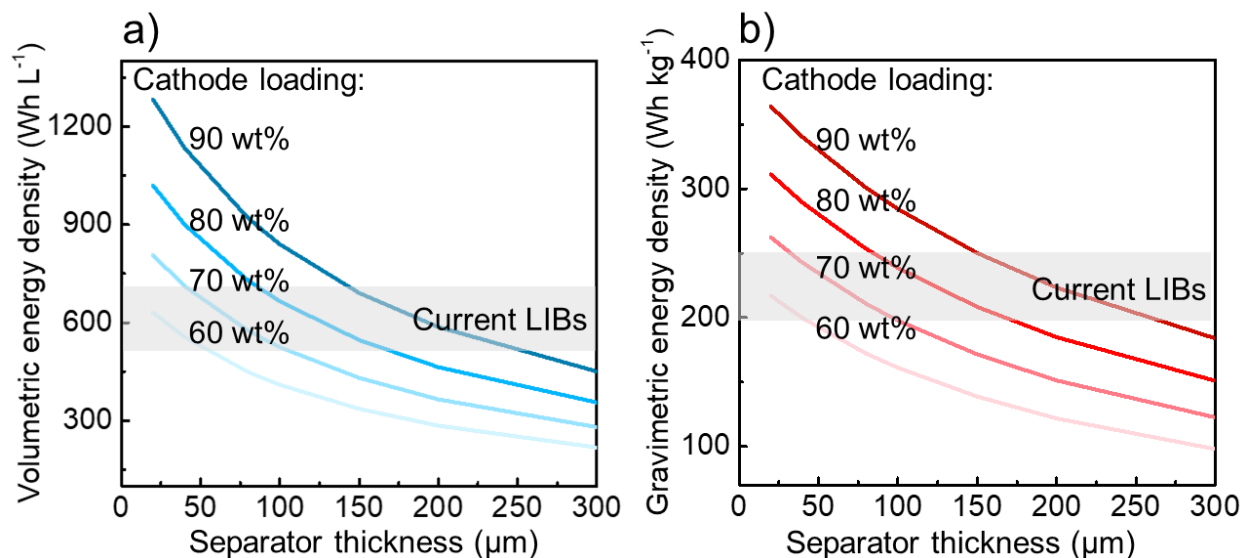 a)
Cathode loading:
90 wt%
80 wt%
70 wt%
60 wt%
Current LIBs
1200
900
600
300
0 50 100 150 200 250 300
Volumetric energy density (Wh L⁻¹)
Separator thickness (µm)
b)
Cathode loading:
90 wt%
80 wt%
70 wt%
60 wt%
Current LIBs
400
300
200
100
0 50 100 150 200 250 300
Gravimetric energy density (Wh kg⁻¹)
Separator thickness (µm)